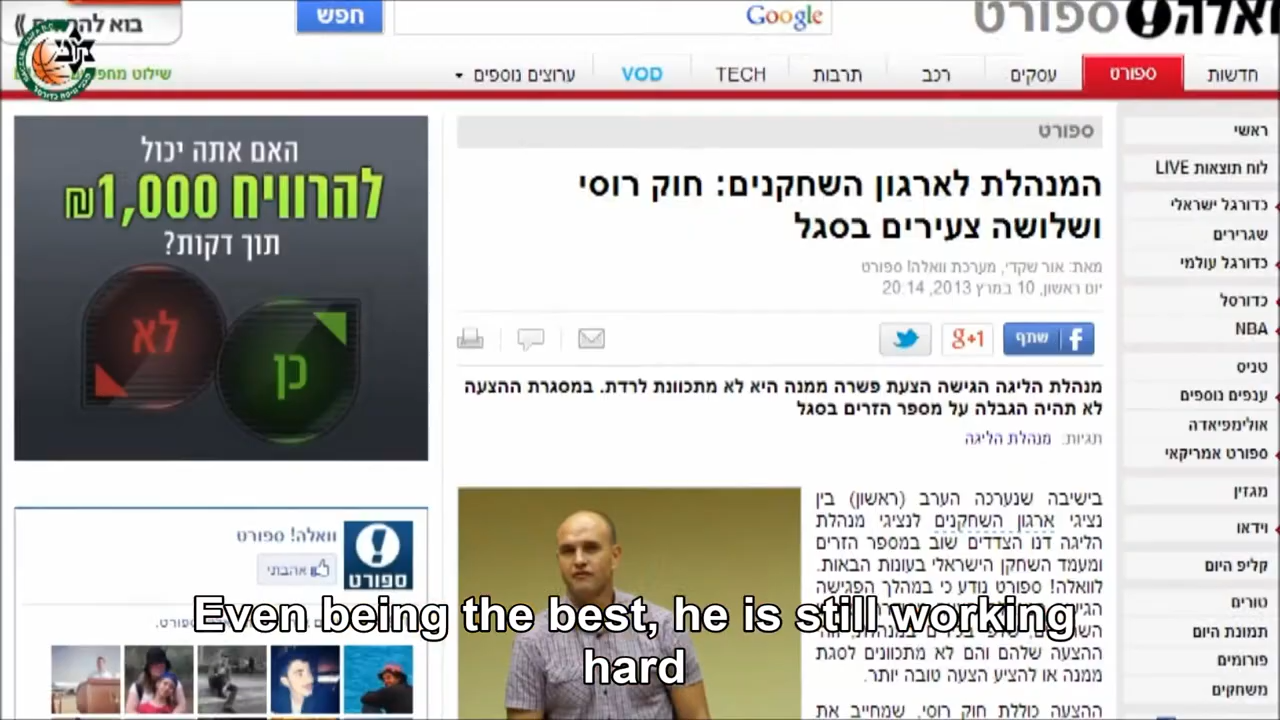 וואלה! ספורט
Google
חפש
חדשות
ספורט
עסקים
רכב
תרבות
TECH
VOD
ערוצים נוספים
ראשי
לוח תוצאות LIVE
כדורגל ישראלי
שגרירים
כדורגל עולמי
כדורסל
NBA
טניס
ענפים נוספים
אולימפיאדה
ספורט אמריקאי
מגזין
וידאו
קליפ היום
טורים
תמונת היום
פורומים
משחקים
ספורט
המנהלת לארגון השחקנים: חוק רוסי
ושלושה צעירים בסגל
מאת: אור שקדי, מערכת וואלה! ספורט
יום ראשון, 10 במרץ 2013, 20:14
שתף
g+1
מנהלת הליגה הגישה הצעת פשרה ממנה היא לא מתכוונת לרדת. במסגרת ההצעה
לא תהיה הגבלה על מספר הזרים בסגל
תגיות: מנהלת הליגה
בישיבה שנערכה הערב (ראשון) בין
נציגי ארגון השחקנים לנציגי מנהלת
הליגה דנו הצדדים שוב במספר הזרים
ומעמד השחקן הישראלי בעונות הבאות.
לוואלה! ספורט נודע כי במהלך הפגישה
ההצעה שלהם והם לא מתכוונים לסגת
ממנה או להציע הצעה טובה יותר.
ההצעה כוללת חוק רוסי, שמחייב את
האם אתה יכול
להרוויח 1,000₪
תוך דקות?
לא
כן
וואלה! ספורט
אהבתי
ספורט
Even being the best, he is still working
hard